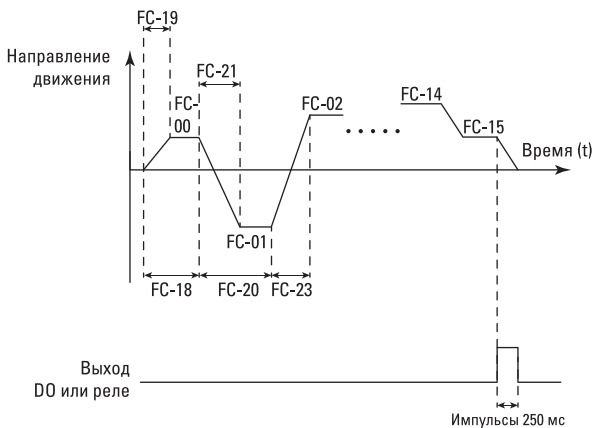 FC-19
Направление
движения
FC-21
FC-
00
FC-02
FC-14
FC-15
Время (t)
FC-01
FC-18
FC-20
FC-23
Выход
DO или реле
Импульсы 250 мс